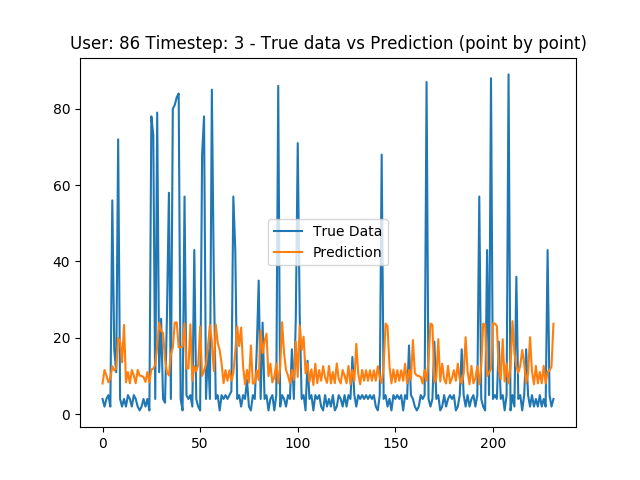 User: 86 Timestep: 3 - True data vs Prediction (point by point)
80
60
40
20
0
True Data
Prediction
0 50 100 150 200